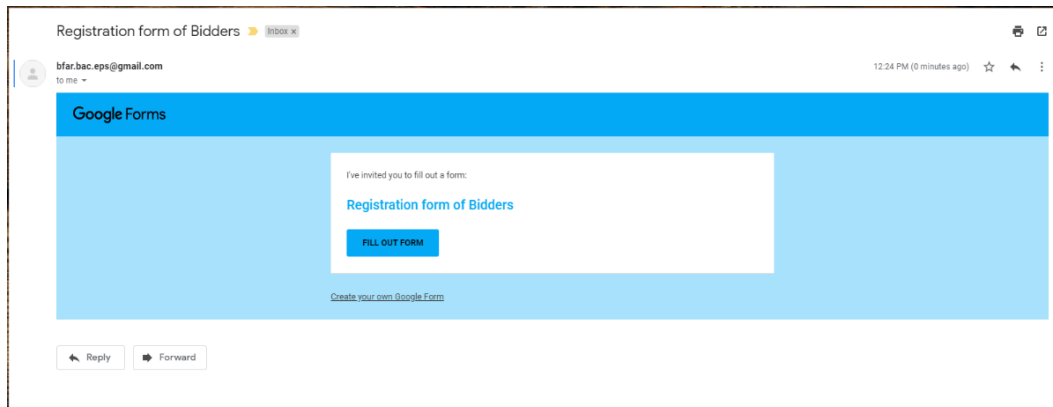 Registration form of Bidders Inbox x
bfar.bac.eps@gmail.com 12:24 PM (0 minutes ago)
to me
Google Forms
I've invited you to fill out a form:
Registration form of Bidders
FILL OUT FORM
Create your own Google Form
Reply Forward